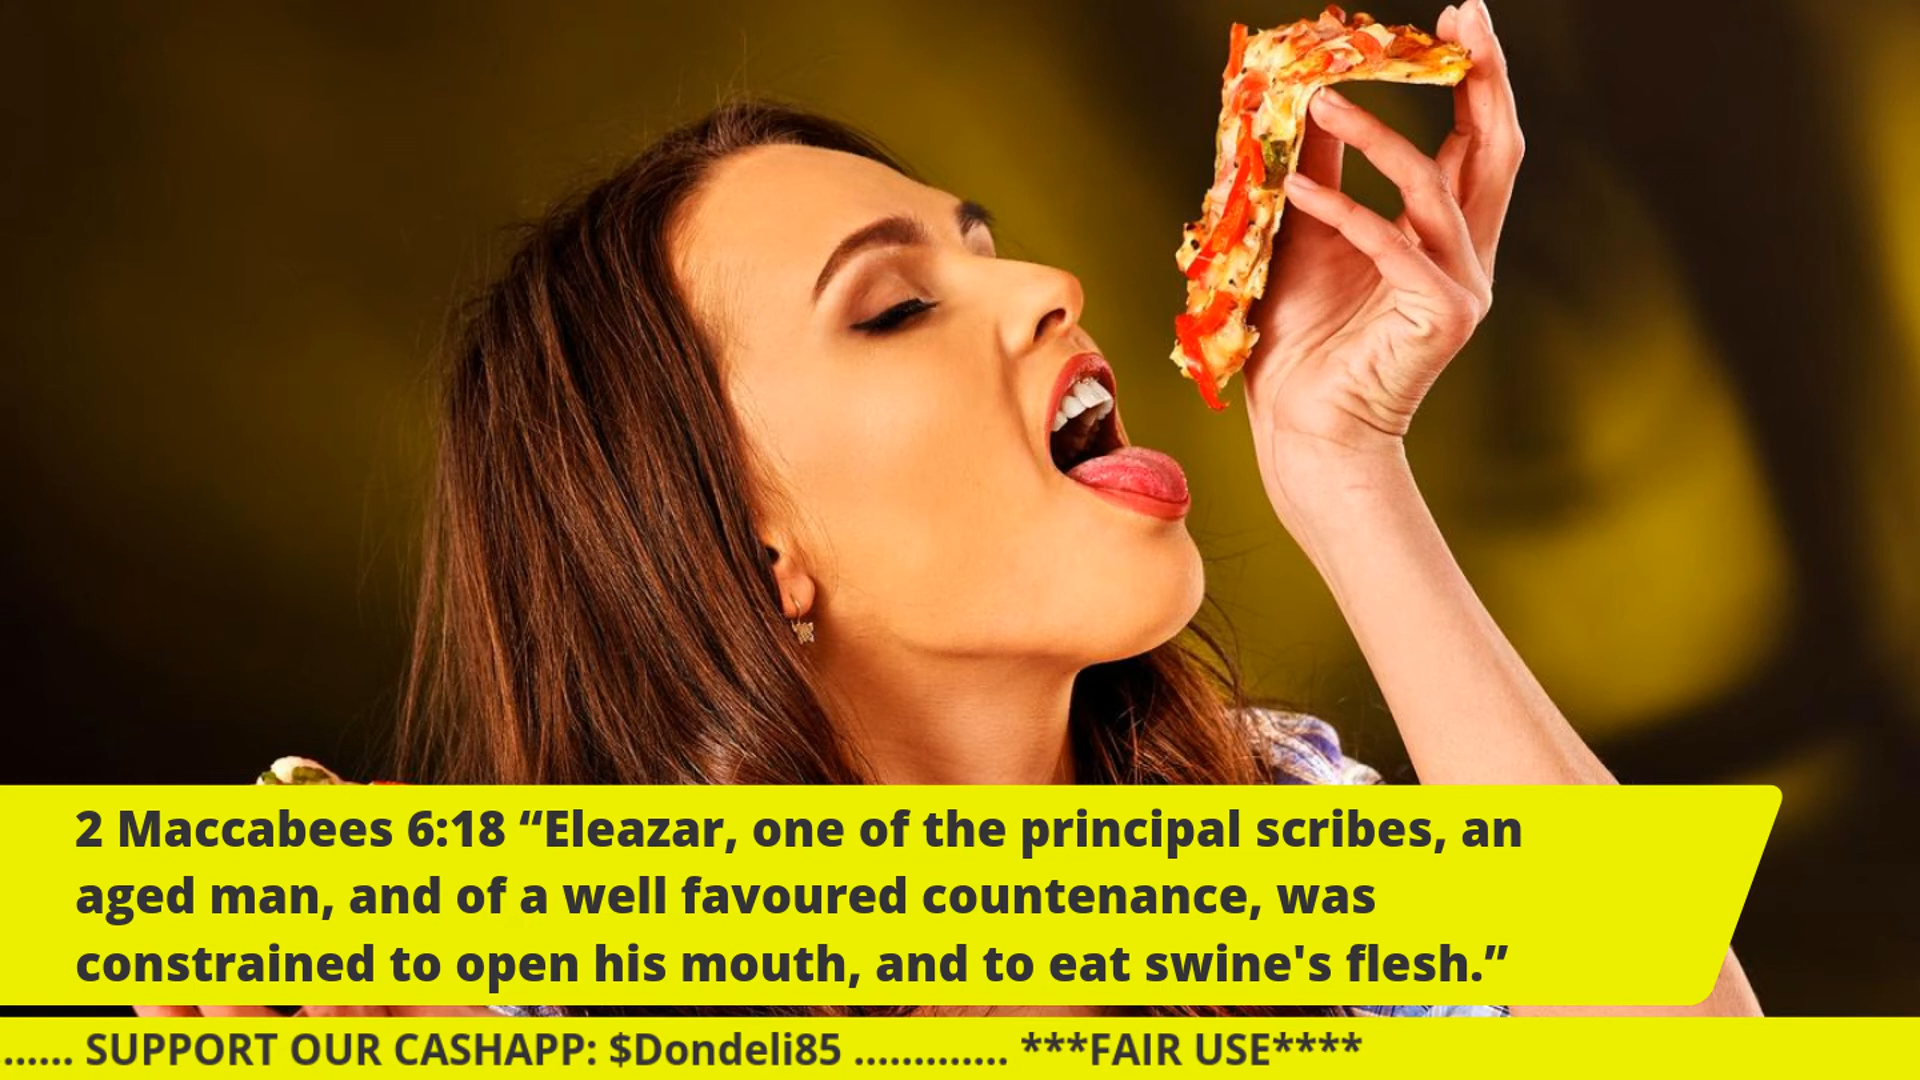 2 Maccabees 6:18 “Eleazar, one of the principal scribes, an
aged man, and of a well favoured countenance, was
constrained to open his mouth, and to eat swine's flesh.”
...... SUPPORT OUR CASHAPP: $Dondeli85 ............. ***FAIR USE****